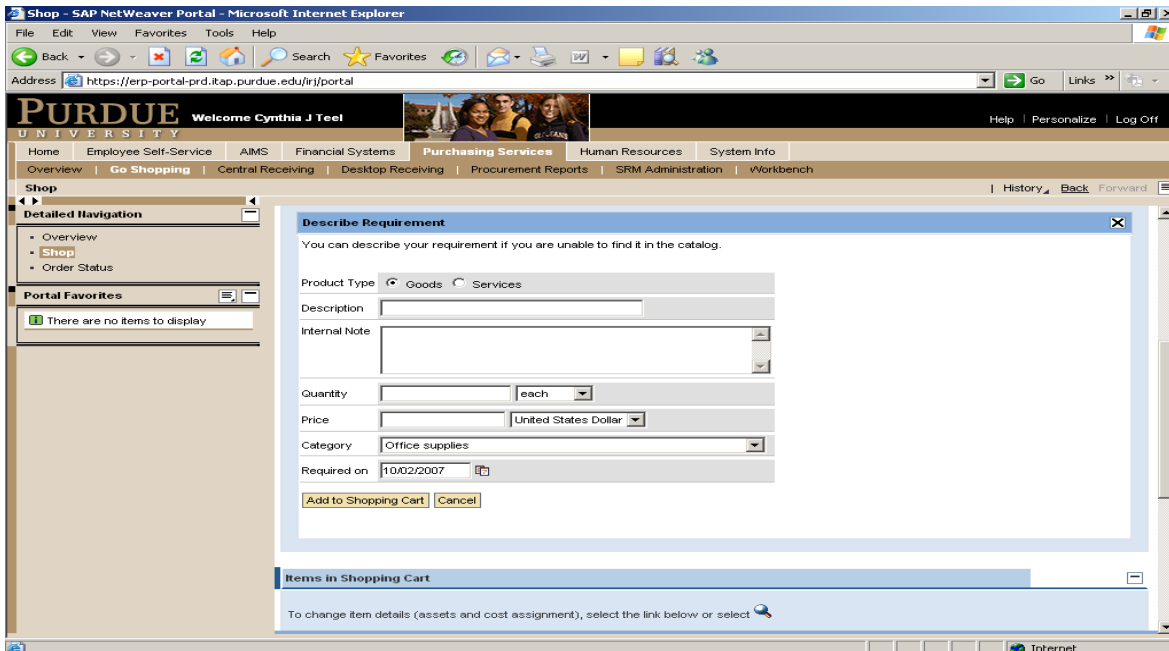 Shop - SAP NetWeaver Portal - Microsoft Internet Explorer
File Edit View Favorites Tools Help
Back Search Favorites
Address https://erp-portal-prd.itap.purdue.edu/irj/portal Go Links »
PURDUE Welcome Cynthia J Teel Help | Personalize | Log Off
UNIVERSITY
Home Employee Self-Service AIMS Financial Systems Purchasing Services Human Resources System Info
Overview | Go Shopping | Central Receiving | Desktop Receiving | Procurement Reports | SRM Administration | Workbench
Shop | History Back Forward
Detailed Navigation
Overview
Shop
Order Status
Portal Favorites
There are no items to display
Describe Requirement
You can describe your requirement if you are unable to find it in the catalog.
Product Type Goods Services
Description
Internal Note
Quantity each
Price United States Dollar
Category Office supplies
Required on 10/02/2007
Add to Shopping Cart Cancel
Items in Shopping Cart
To change item details (assets and cost assignment), select the link below or select
Internet